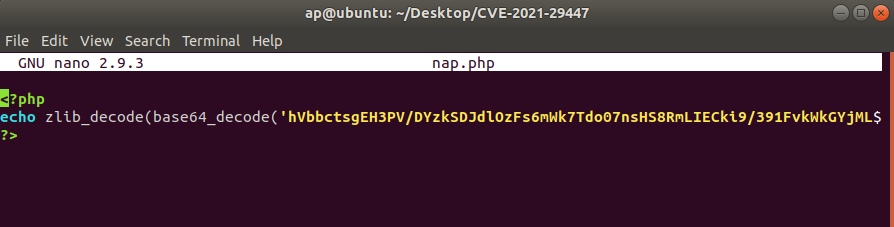 ap@ubuntu: ~/Desktop/CVE-2021-29447
File Edit View Search Terminal Help
GNU nano 2.9.3 nap.php
<?php
echo zlib_decode(base64_decode('hVbbctsgEH3PV/DYzkSDJdlOzFs6mWk7Tdo07nsHS8RmLIECki9/391FvkWkGYjML$
?>